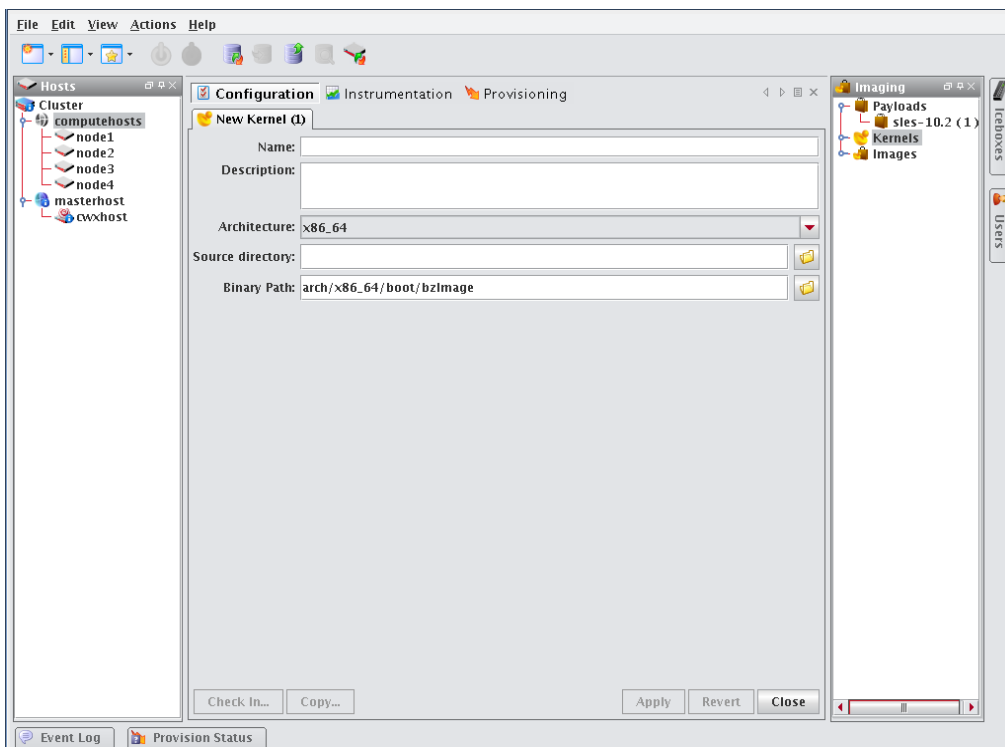 File Edit View Actions Help
Hosts
Cluster
computehosts
node1
node2
node3
node4
masterhost
cwxhost
Configuration Instrumentation Provisioning
New Kernel (1)
Name:
Description:
Architecture: x86_64
Source directory:
Binary Path: arch/x86_64/boot/bzImage
Check In... Copy... Apply Revert Close
Imaging
Payloads
sles-10.2 (1)
Kernels
Images
Iceboxes
Users
Event Log Provision Status